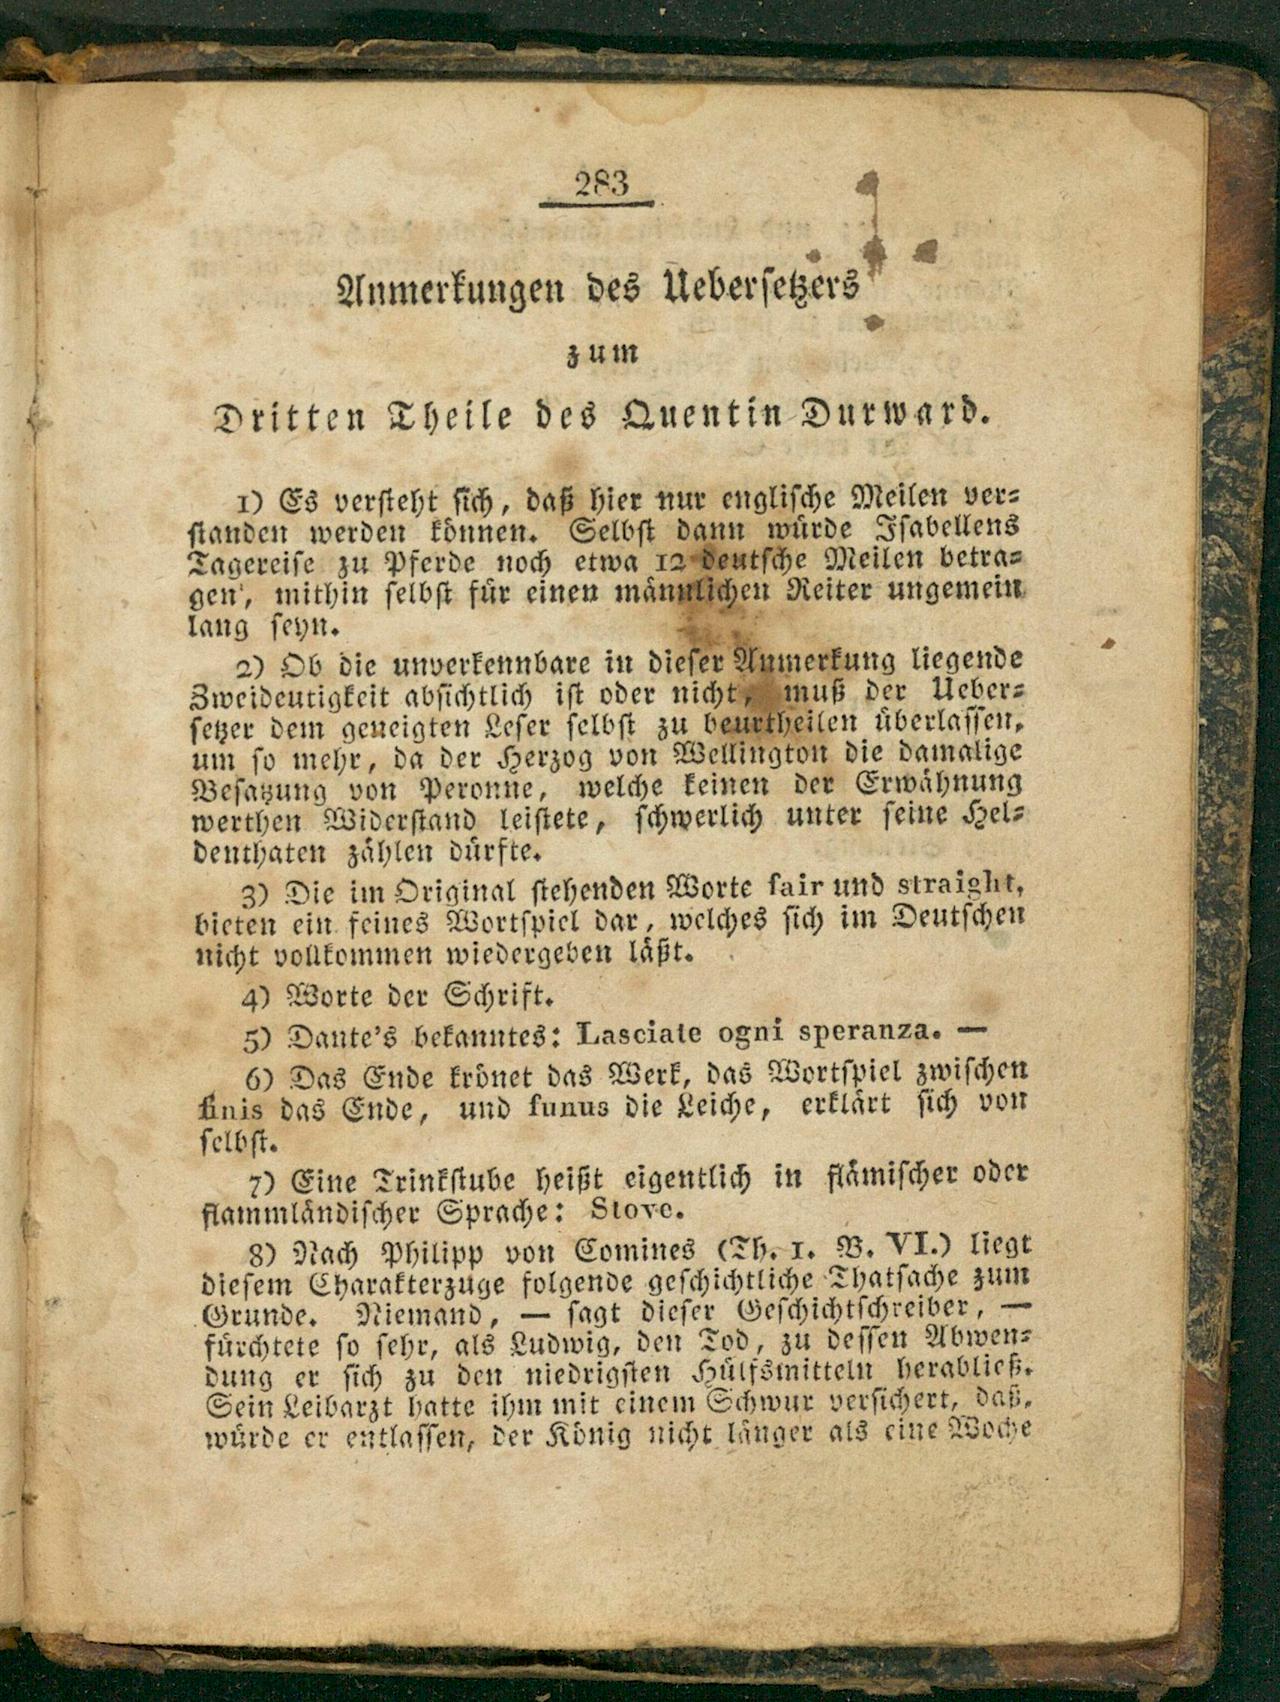 283
Anmerkungen des Uebersetzers
zum
Dritten Theile des Quentin Durward.
1) Es versteht sich, daß hier nur englische Meilen ver-
standen werden können. Selbst dann würde Isabellens
Tagereise zu Pferde noch etwa 12 deutsche Meilen betra-
gen, mithin selbst für einen männlichen Reiter ungemein
lang seyn.
2) Ob die unverkennbare in dieser Anmerkung liegende
Zweideutigkeit absichtlich ist oder nicht, muß der Ueber-
setzer dem geneigten Leser selbst zu beurtheilen überlassen,
um so mehr, da der Herzog von Wellington die damalige
Besatzung von Peronne, welche keinen der Erwähnung
werthen Widerstand leistete, schwerlich unter seine Hel-
denthaten zählen dürfte.
3) Die im Original stehenden Worte fair und straight,
bieten ein feines Wortspiel dar, welches sich im Deutschen
nicht vollkommen wiedergeben läßt.
4) Worte der Schrift.
5) Dante's bekanntes: Lasciate ogni speranza. —
6) Das Ende krönet das Werk, das Wortspiel zwischen
finis das Ende, und funus die Leiche, erklärt sich von
selbst.
7) Eine Trinkstube heißt eigentlich in flämischer oder
flammländischer Sprache: Stove.
8) Nach Philipp von Comines (Th. 1. B. VI.) liegt
diesem Charakterzuge folgende geschichtliche Thatsache zum
Grunde. Niemand, — sagt dieser Geschichtschreiber, —
fürchtete so sehr, als Ludwig, den Tod, zu dessen Abwen-
dung er sich zu den niedrigsten Hülfsmitteln herabließ.
Sein Leibarzt hatte ihm mit einem Schwur versichert, daß,
würde er entlassen, der König nicht länger als eine Woche